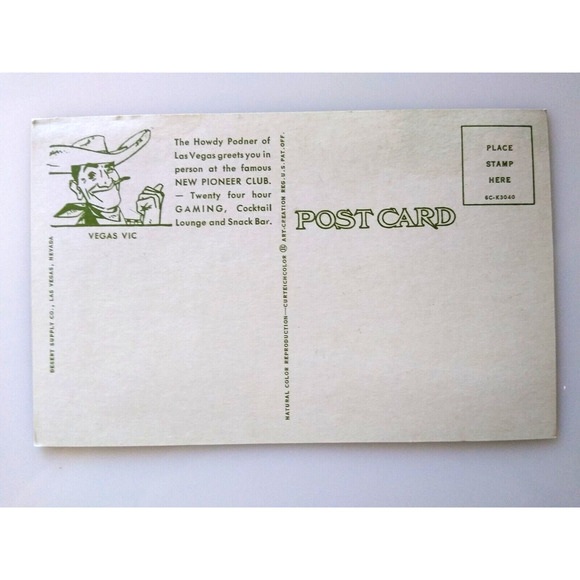 The Howdy Podner of
Las Vegas greets you in
person at the famous
NEW PIONEER CLUB.
— Twenty four hour
GAMING, Cocktail
Lounge and Snack Bar.
VEGAS VIC
DESERT SUPPLY CO., LAS VEGAS, NEVADA
NATURAL COLOR REPRODUCTION—CURTEICHCOLOR ® ART-CREATION REG. U.S. PAT. OFF.
POST CARD
PLACE
STAMP
HERE
6C-K3040